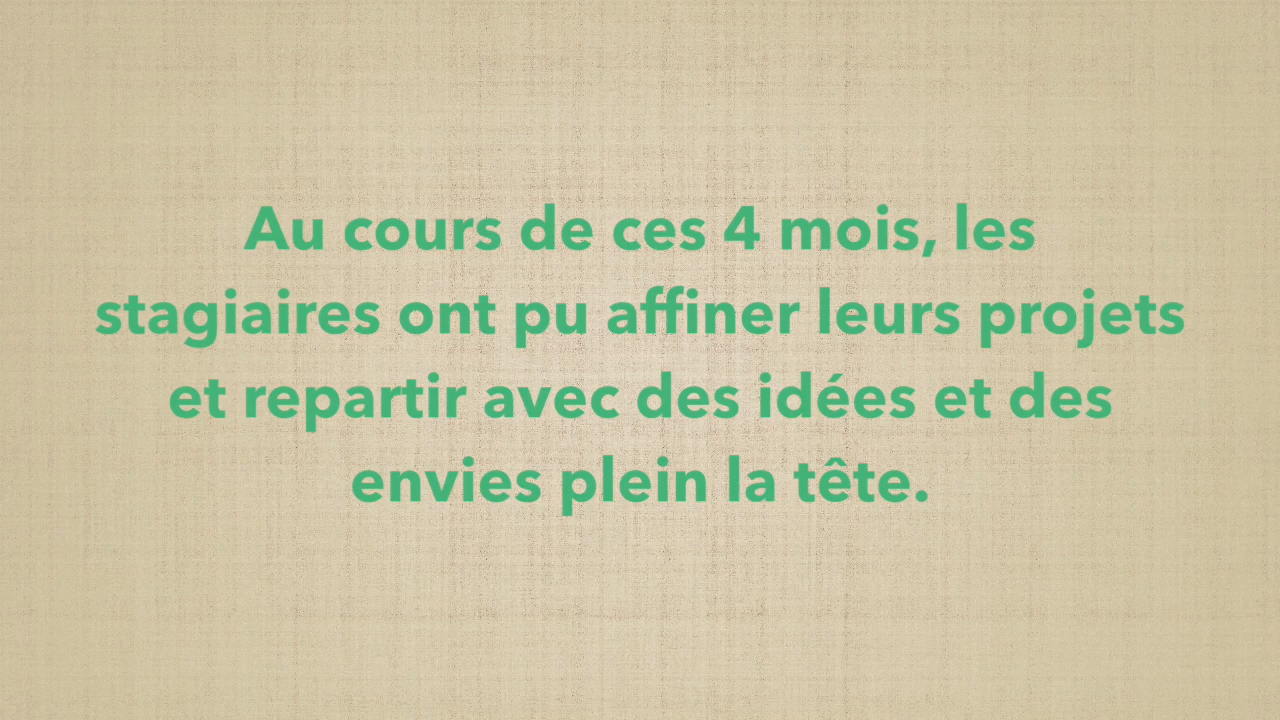 Au cours de ces 4 mois, les
stagiaires ont pu affiner leurs projets
et repartir avec des idées et des
envies plein la tête.